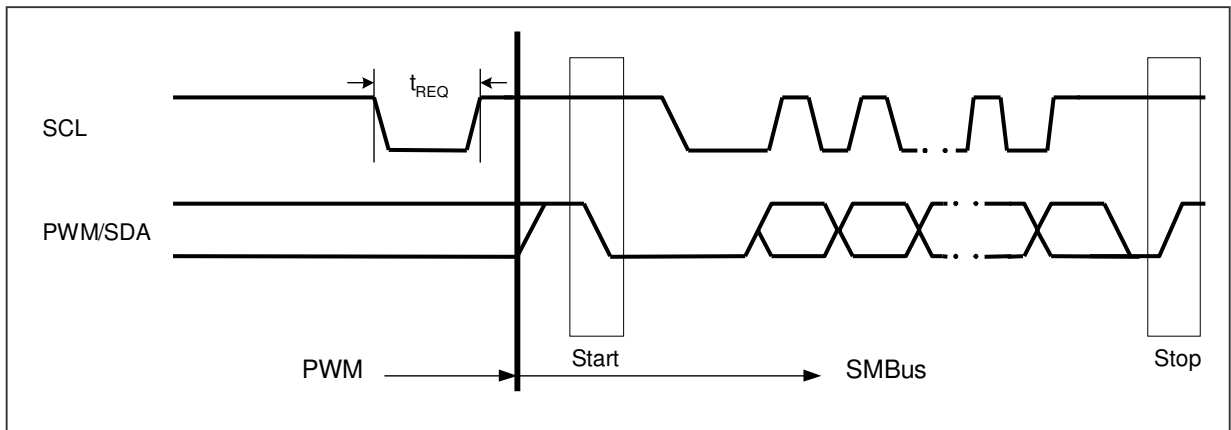 tREQ
SCL
PWM/SDA
Start
Stop
PWM
SMBus